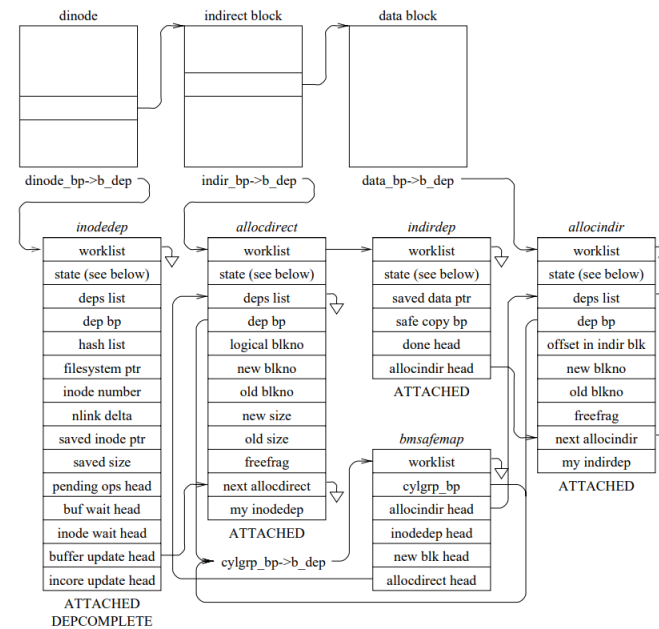 dinode
indirect block
data block
dinode_bp->b_dep
indir_bp->b_dep
data_bp->b_dep
inodedep
worklist
state (see below)
deps list
dep bp
hash list
filesystem ptr
inode number
nlink delta
saved inode ptr
saved size
pending ops head
buf wait head
inode wait head
buffer update head
incore update head
ATTACHED
DEPCOMPLETE
allocdirect
worklist
state (see below)
deps list
dep bp
logical blkno
new blkno
old blkno
new size
old size
freefrag
next allocdirect
my inodedep
ATTACHED
cylgrp_bp->b_dep
indirdep
worklist
state (see below)
saved data ptr
safe copy bp
done head
allocindir head
ATTACHED
bmsafemap
worklist
cylgrp_bp
allocindir head
inodedep head
new blk head
allocdirect head
allocindir
worklist
state (see below)
deps list
dep bp
offset in indir blk
new blkno
old blkno
freefrag
next allocindir
my indirdep
ATTACHED